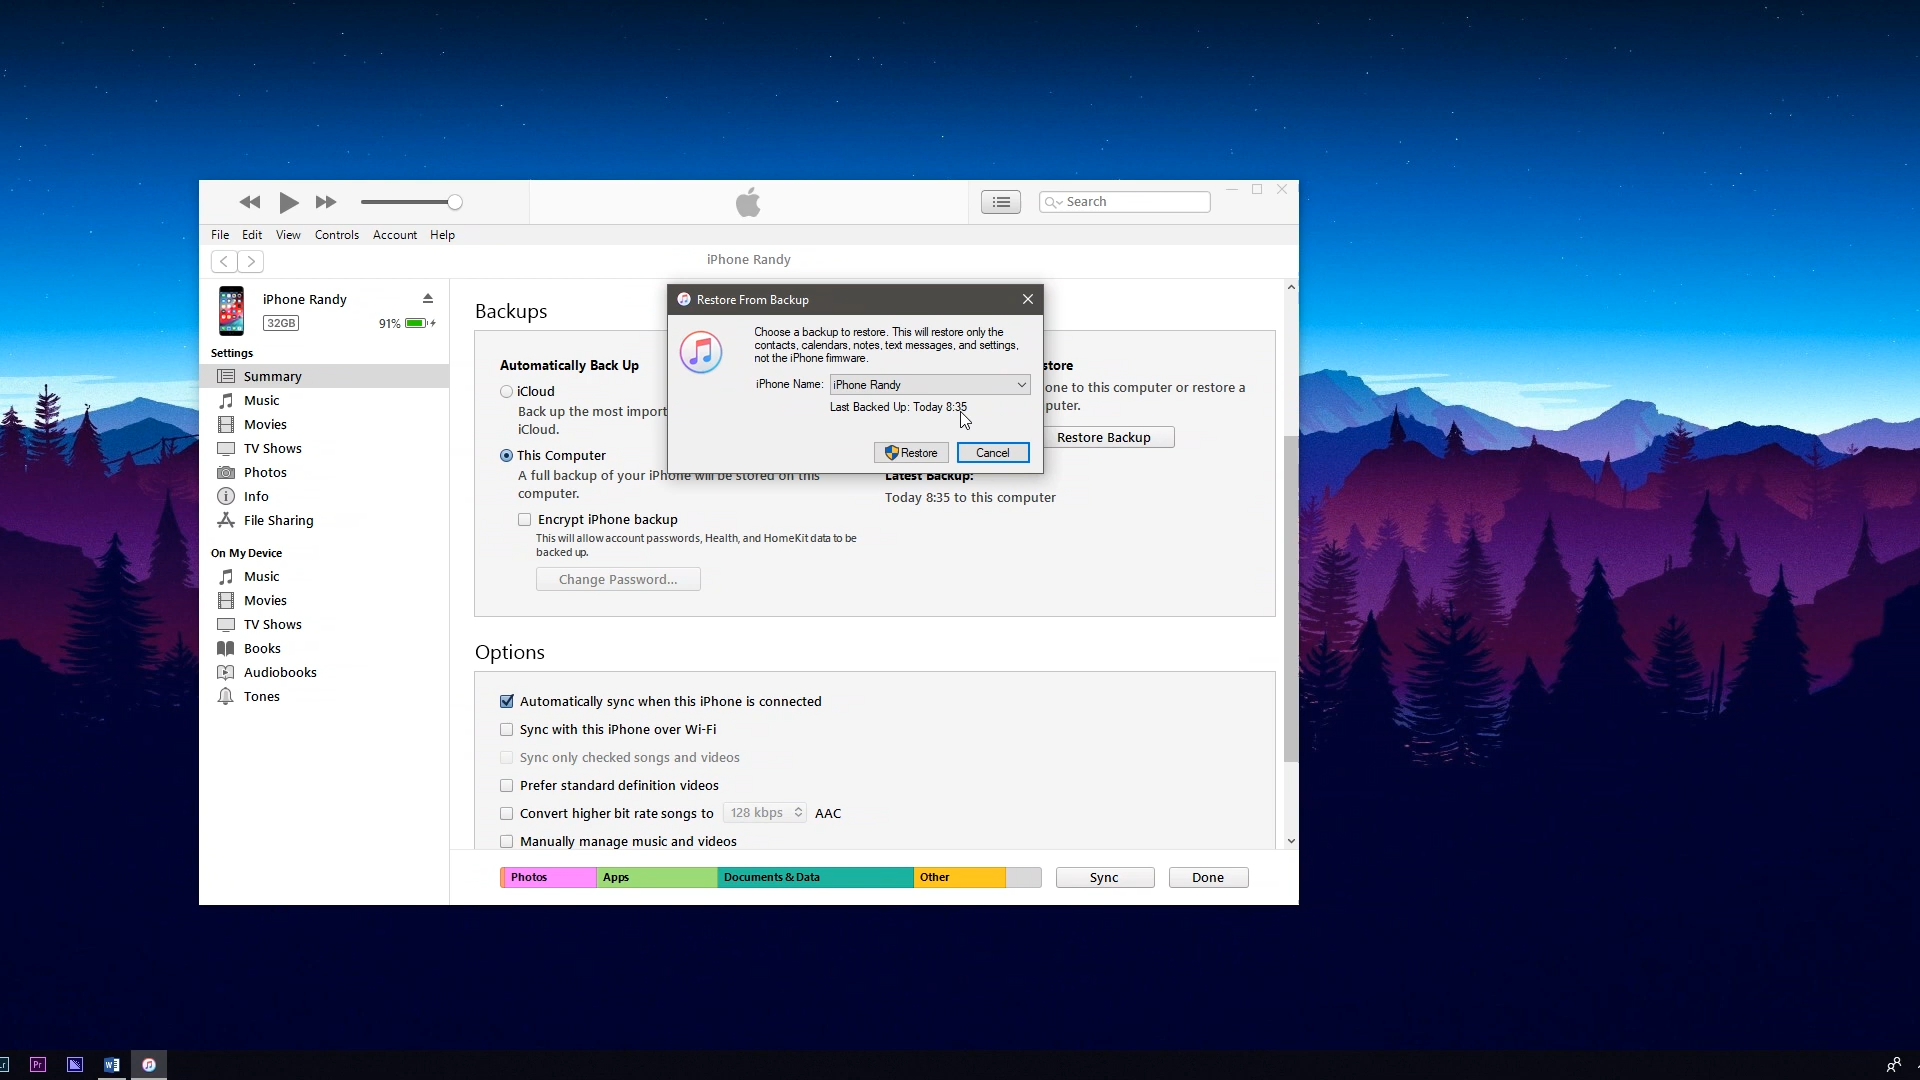 Search
File Edit View Controls Account Help
iPhone Randy
iPhone Randy
32GB 91%
Settings
Summary
Music
Movies
TV Shows
Photos
Info
File Sharing
On My Device
Music
Movies
TV Shows
Books
Audiobooks
Tones
Backups
Automatically Back Up
iCloud
Back up the most import
iCloud.
This Computer
A full backup of your iPhone will be stored on this
computer.
Encrypt iPhone backup
This will allow account passwords, Health, and HomeKit data to be
backed up.
Change Password...
Restore From Backup
Choose a backup to restore. This will restore only the
contacts, calendars, notes, text messages, and settings,
not the iPhone firmware.
iPhone Name: iPhone Randy
Last Backed Up: Today 8:35
Restore Cancel
store
one to this computer or restore a
puter.
Restore Backup
Latest Backup:
Today 8:35 to this computer
Options
Automatically sync when this iPhone is connected
Sync with this iPhone over Wi-Fi
Sync only checked songs and videos
Prefer standard definition videos
Convert higher bit rate songs to 128 kbps AAC
Manually manage music and videos
Photos Apps Documents & Data Other Sync Done
Pr